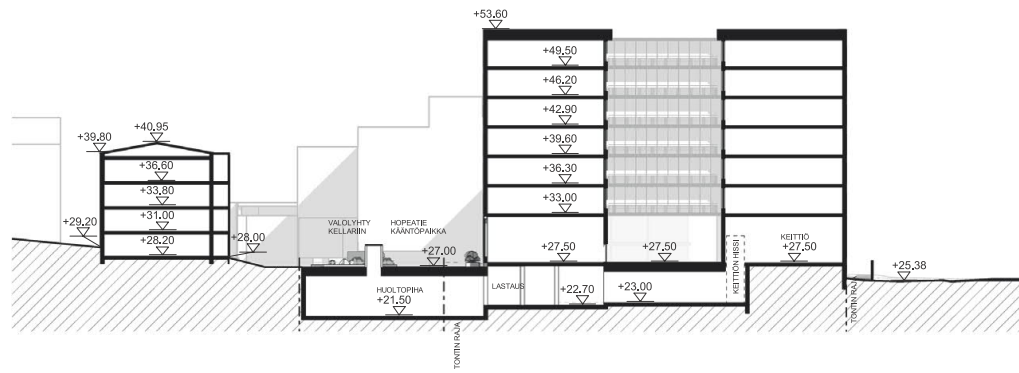 +53.60
+49.50
+46.20
+42.90
+39.60
+36.30
+33.00
+40.95
+39.80
+36.60
+33.80
+31.00
+29.20
+28.20
+28.00
VALOLYHTY
KELLARIIN
HOPEATIE
KÄÄNTÖPAIKKA
+27.00
+27.50
+27.50
KEITTIÖ
+27.50
KEITTIÖN HISSI
+25.38
HUOLTOPIHA
+21.50
LASTAUS
+22.70
+23.00
TONTIN RAJA
TONTIN RAJ